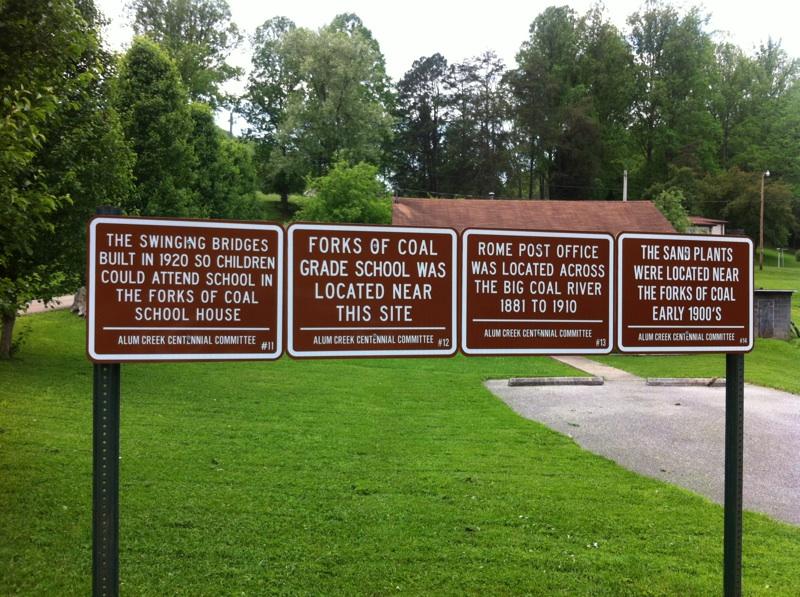 THE SWINGING BRIDGES
BUILT IN 1920 SO CHILDREN
COULD ATTEND SCHOOL IN
THE FORKS OF COAL
SCHOOL HOUSE
ALUM CREEK CENTENNIAL COMMITTEE #11
FORKS OF COAL
GRADE SCHOOL WAS
LOCATED NEAR
THIS SITE
ALUM CREEK CENTENNIAL COMMITTEE #12
ROME POST OFFICE
WAS LOCATED ACROSS
THE BIG COAL RIVER
1881 TO 1910
ALUM CREEK CENTENNIAL COMMITTEE #13
THE SAND PLANTS
WERE LOCATED NEAR
THE FORKS OF COAL
EARLY 1900'S
ALUM CREEK CENTENNIAL COMMITTEE #14